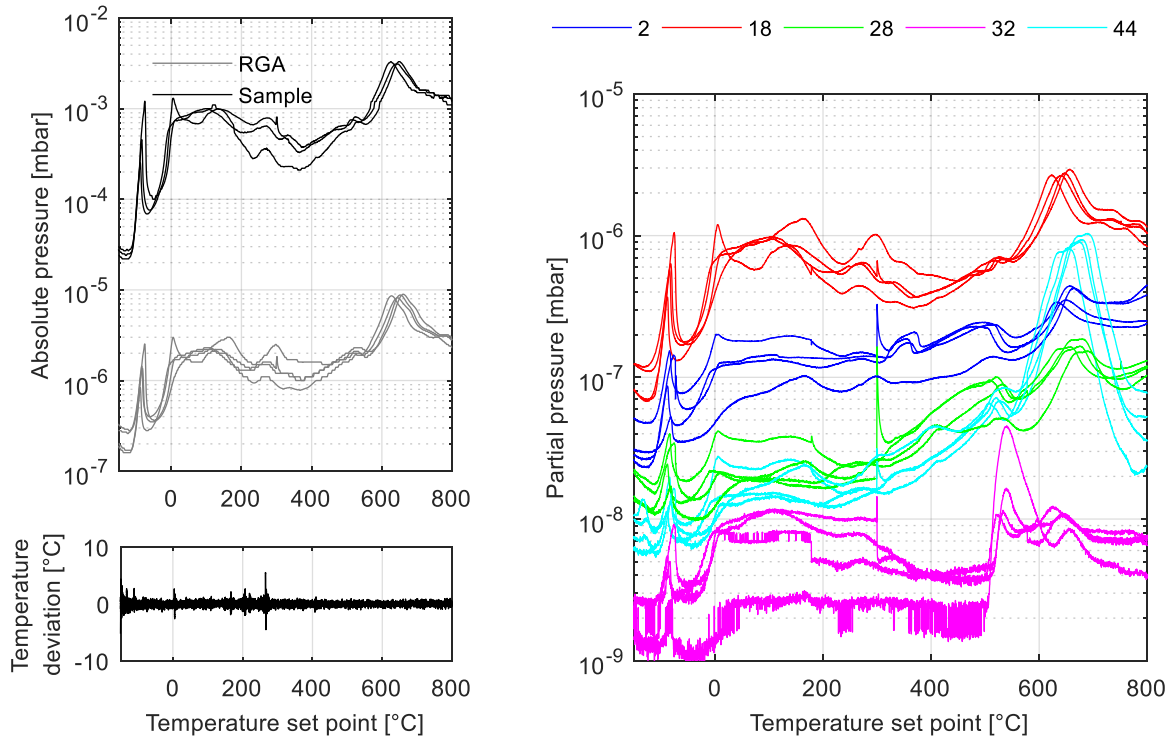 10⁻²
10⁻³
10⁻⁴
10⁻⁵
10⁻⁶
10⁻⁷
Absolute pressure [mbar]
RGA
Sample
0 200 400 600 800
10
0
-10
Temperature
deviation [°C]
0 200 400 600 800
Temperature set point [°C]
2 18 28 32 44
10⁻⁵
10⁻⁶
10⁻⁷
10⁻⁸
10⁻⁹
Partial pressure [mbar]
0 200 400 600 800
Temperature set point [°C]